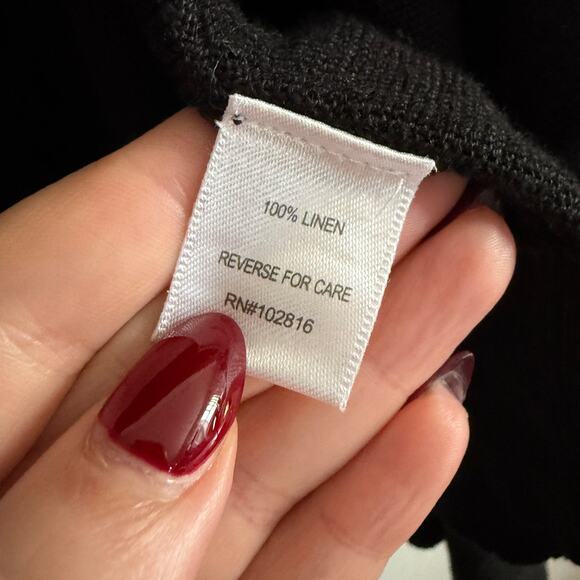 100% LINEN
REVERSE FOR CARE
RN#102816